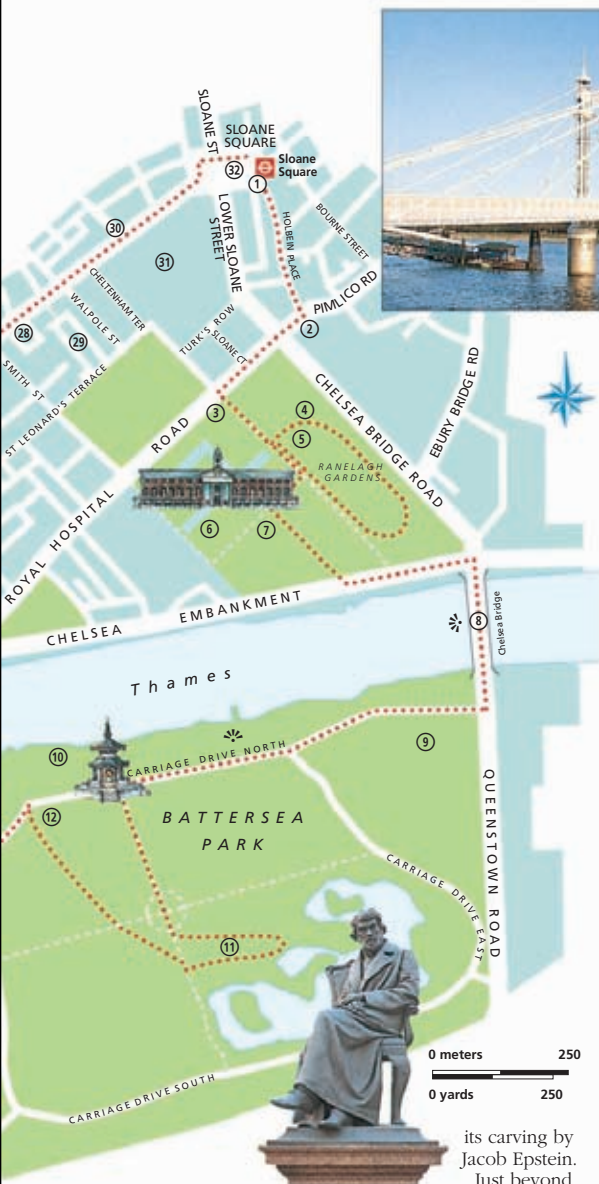 SLOANE ST
SLOANE
SQUARE
Sloane
Square
32
1
30
31
LOWER SLOANE
STREET
HOLBEIN PLACE
BOURNE STREET
PIMLICO RD
2
CHELTENHAM TER
WALPOLE ST
28
29
TURK'S ROW
SLOANE CT
SMITH ST
ST LEONARD'S TERRACE
3
4
5
CHELSEA BRIDGE ROAD
EBURY BRIDGE RD
RANELAGH
GARDENS
ROYAL HOSPITAL ROAD
6
7
CHELSEA EMBANKMENT
8
Chelsea Bridge
Thames
10
CARRIAGE DRIVE NORTH
9
12
BATTERSEA
PARK
QUEENSTOWN ROAD
CARRIAGE DRIVE EAST
11
CARRIAGE DRIVE SOUTH
0 meters 250
0 yards 250
its carving by
Jacob Epstein.
Just beyond